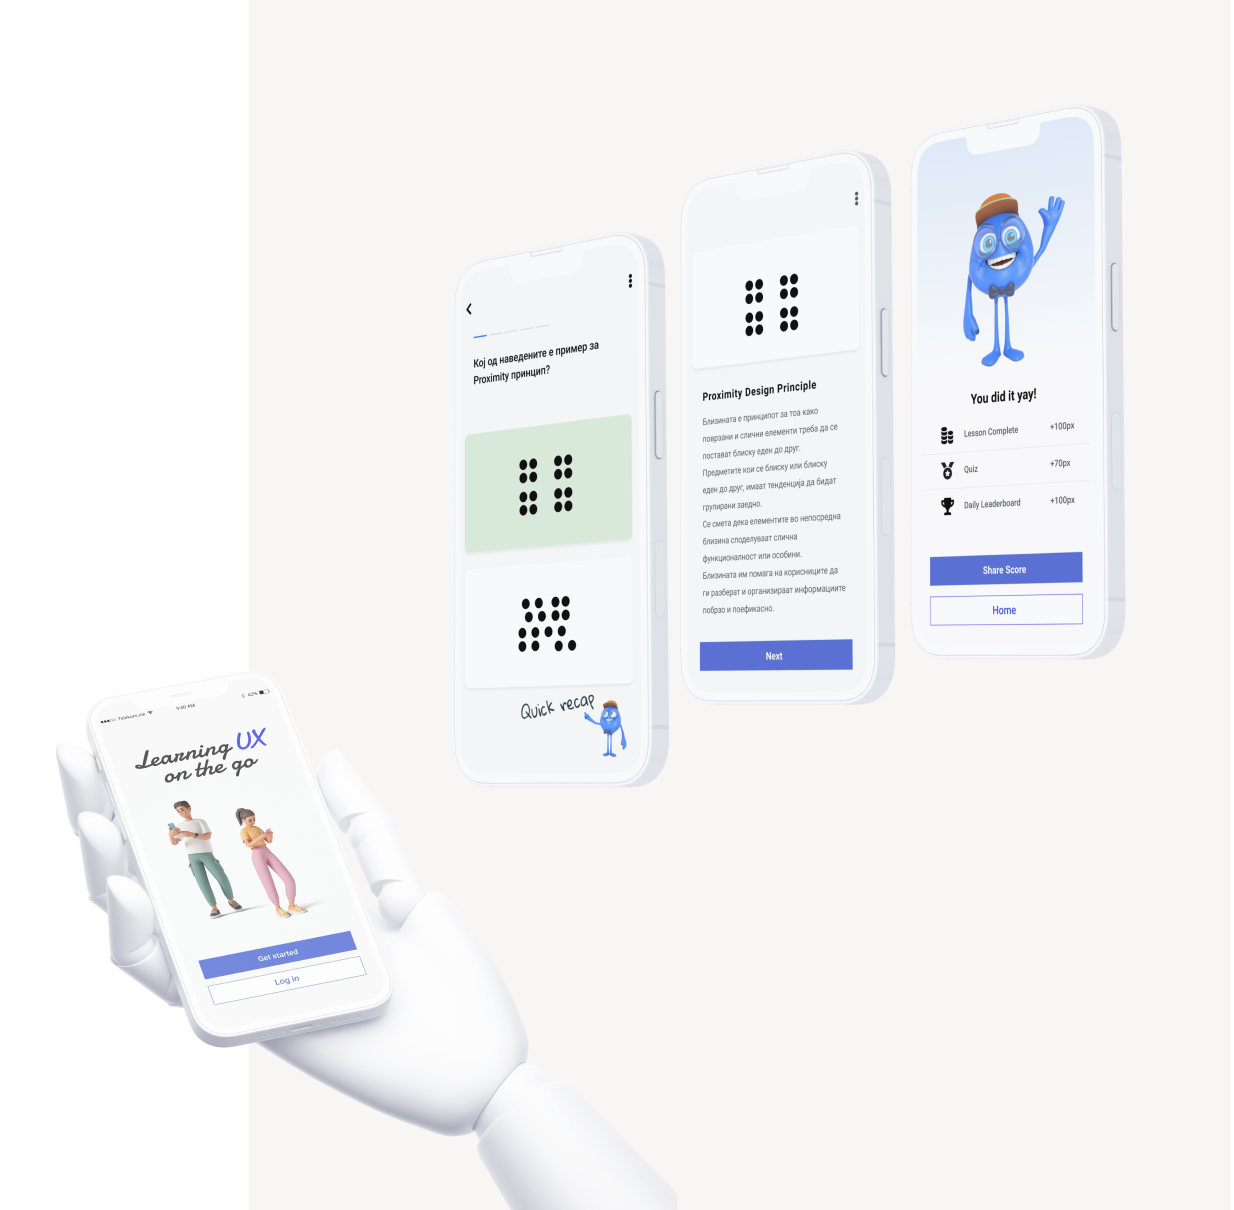 Кој од наведените е пример за
Proximity принцип?
Quick recap
Proximity Design Principle
Близината е принципот за тоа како
поврзани и слични елементи треба да се
постават блиску еден до друг.
Предметите кои се блиску или блиску
еден до друг, имаат тенденција да бидат
групирани заедно.
Се смета дека елементите во непосредна
близина споделуваат слична
функционалност или особини.
Близината им помага на корисниците да
ги разберат и организираат информациите
побрзо и поефикасно.
Next
You did it yay!
Lesson Complete +100px
Quiz +70px
Daily Leaderboard +100px
Share Score
Home
Telekom.mk 9:30 AM 42%
Learning UX
on the go
Get started
Log in